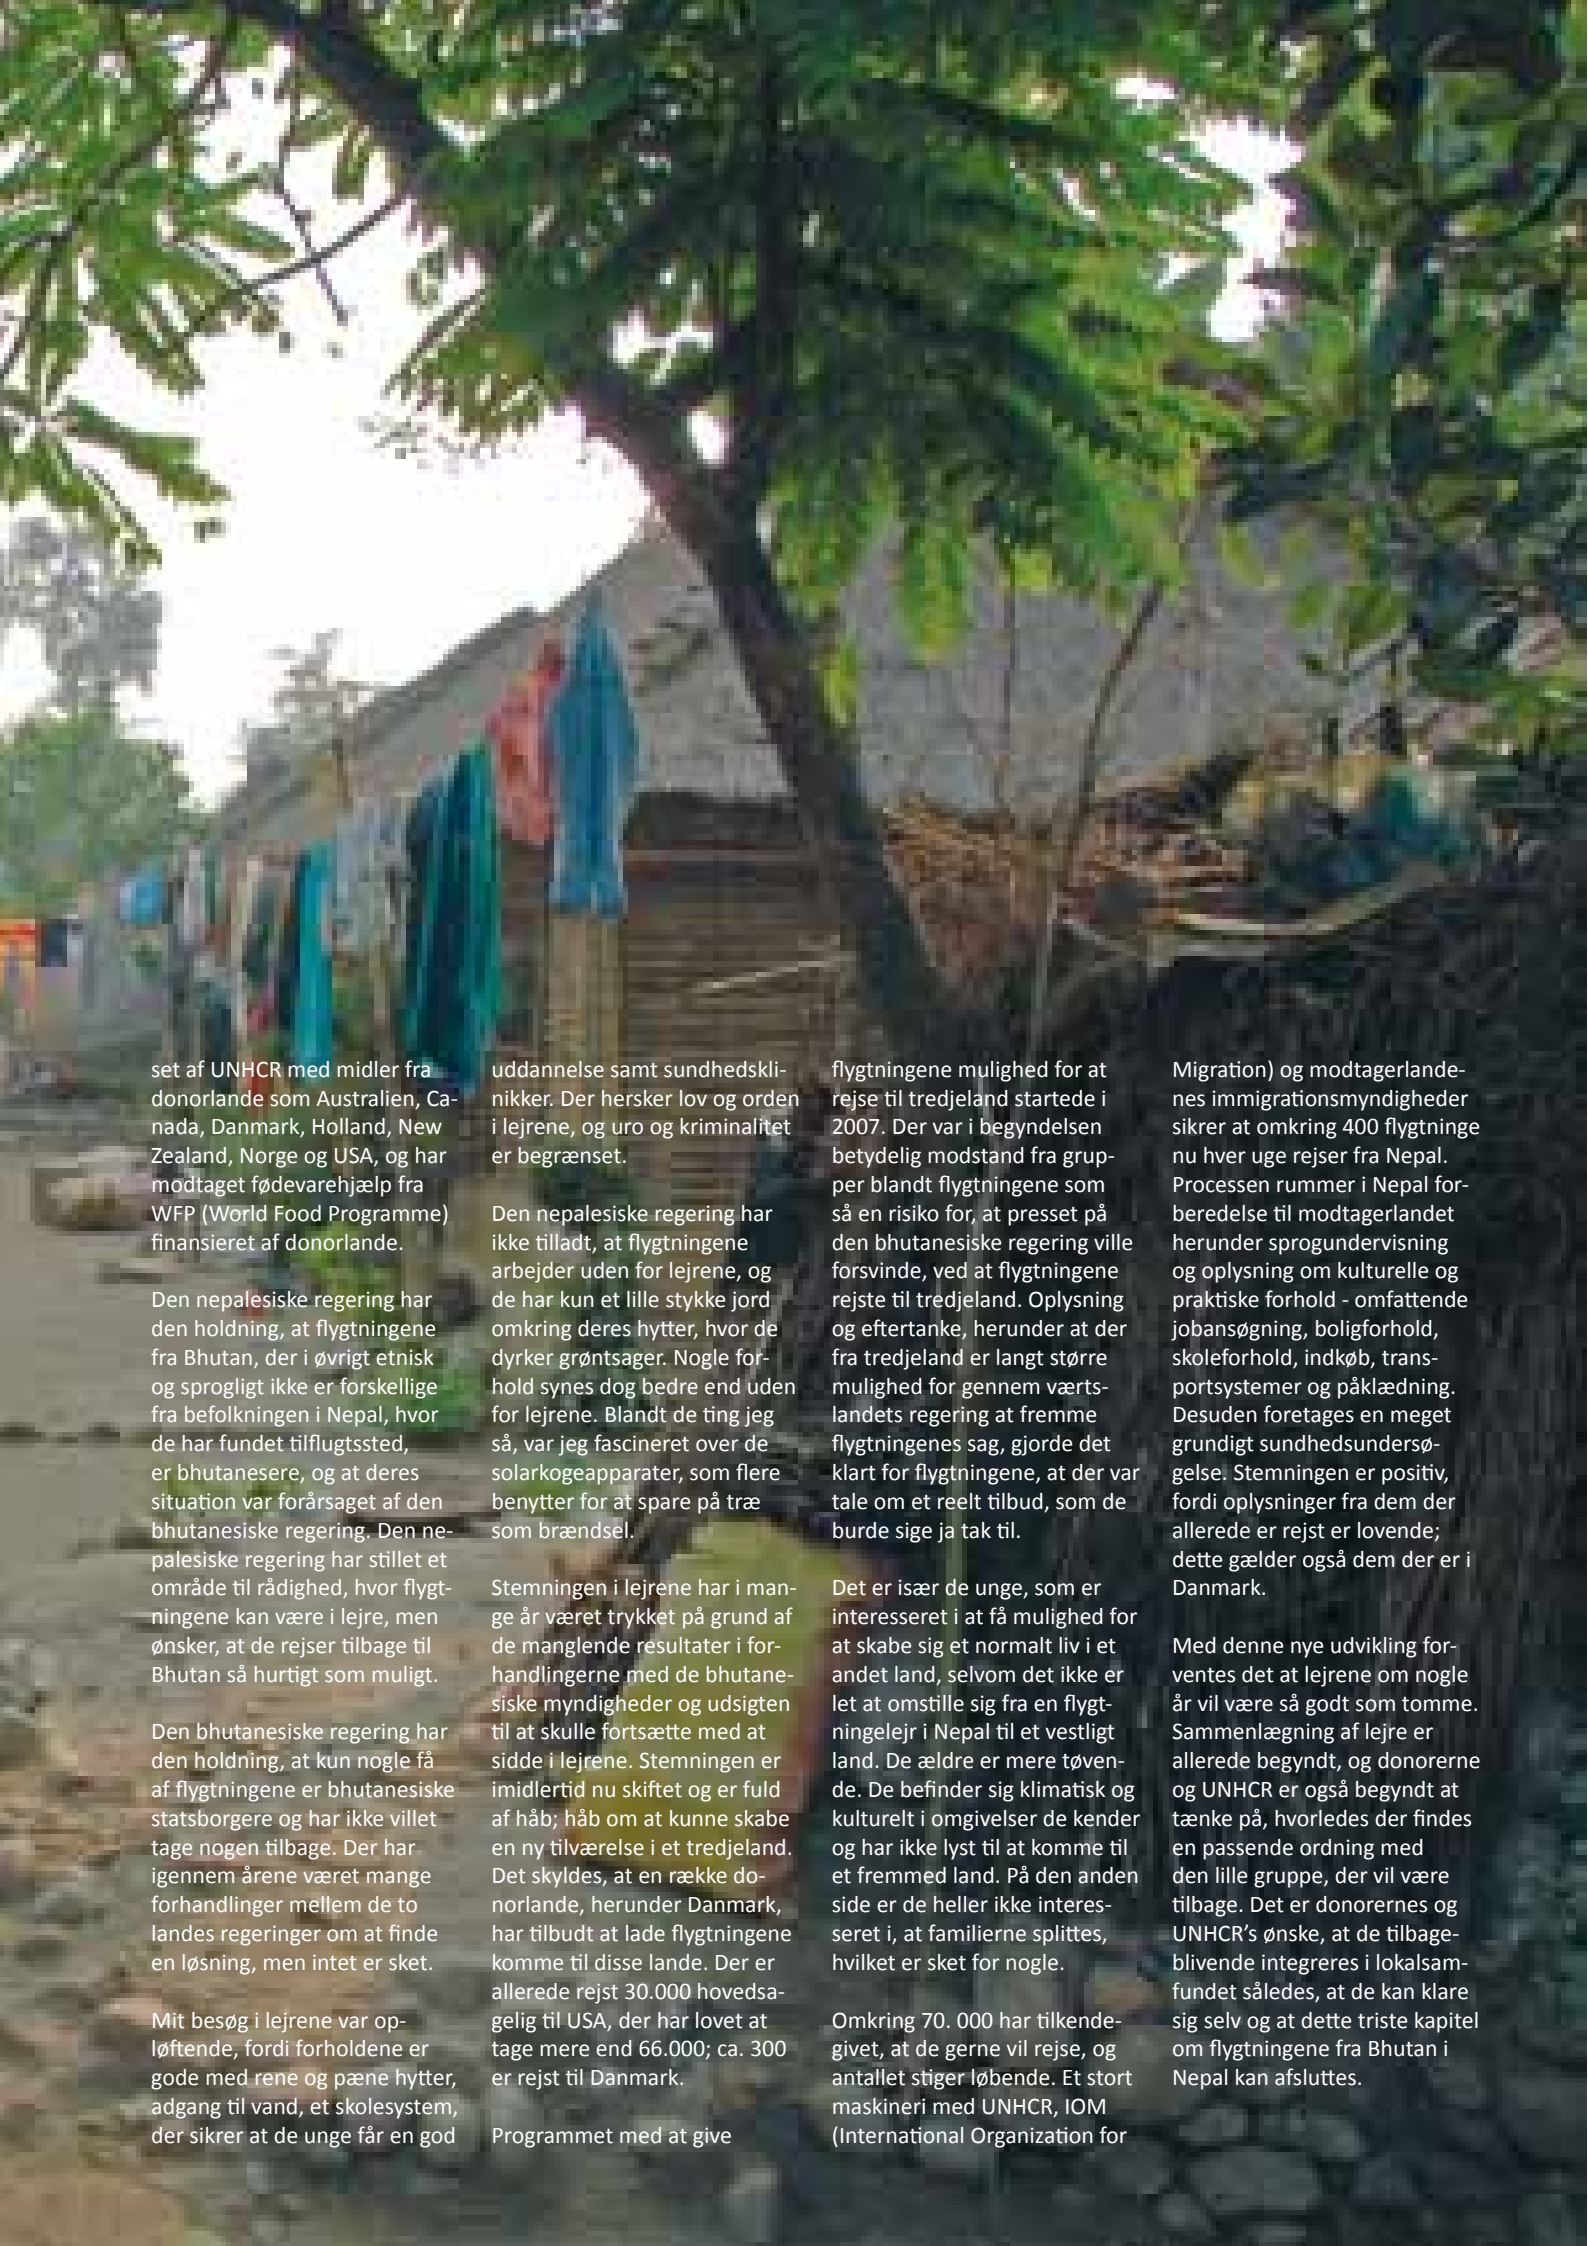 set af UNHCR med midler fra
donorlande som Australien, Ca-
nada, Danmark, Holland, New
Zealand, Norge og USA, og har
modtaget fødevarehjælp fra
WFP (World Food Programme)
finansieret af donorlande.
Den nepalesiske regering har
den holdning, at flygtningene
fra Bhutan, der i øvrigt etnisk
og sprogligt ikke er forskellige
fra befolkningen i Nepal, hvor
de har fundet tilflugtssted,
er bhutanesere, og at deres
situation var forårsaget af den
bhutanesiske regering. Den ne-
palesiske regering har stillet et
område til rådighed, hvor flygt-
ningene kan være i lejre, men
ønsker, at de rejser tilbage til
Bhutan så hurtigt som muligt.
Den bhutanesiske regering har
den holdning, at kun nogle få
af flygtningene er bhutanesiske
statsborgere og har ikke villet
tage nogen tilbage. Der har
igennem årene været mange
forhandlinger mellem de to
landes regeringer om at finde
en løsning, men intet er sket.
Mit besøg i lejrene var op-
løftende, fordi forholdene er
gode med rene og pæne hytter,
adgang til vand, et skolesystem,
der sikrer at de unge får en god
uddannelse samt sundhedskli-
nikker. Der hersker lov og orden
i lejrene, og uro og kriminalitet
er begrænset.
Den nepalesiske regering har
ikke tilladt, at flygtningene
arbejder uden for lejrene, og
de har kun et lille stykke jord
omkring deres hytter, hvor de
dyrker grøntsager. Nogle for-
hold synes dog bedre end uden
for lejrene. Blandt de ting jeg
så, var jeg fascineret over de
solarkogeapparater, som flere
benytter for at spare på træ
som brændsel.
Stemningen i lejrene har i man-
ge år været trykket på grund af
de manglende resultater i for-
handlingerne med de bhutane-
siske myndigheder og udsigten
til at skulle fortsætte med at
sidde i lejrene. Stemningen er
imidlertid nu skiftet og er fuld
af håb; håb om at kunne skabe
en ny tilværelse i et tredjeland.
Det skyldes, at en række do-
norlande, herunder Danmark,
har tilbudt at lade flygtningene
komme til disse lande. Der er
allerede rejst 30.000 hovedsa-
gelig til USA, der har lovet at
tage mere end 66.000; ca. 300
er rejst til Danmark.
Programmet med at give
flygtningene mulighed for at
rejse til tredjeland startede i
2007. Der var i begyndelsen
betydelig modstand fra grup-
per blandt flygtningene som
så en risiko for, at presset på
den bhutanesiske regering ville
forsvinde, ved at flygtningene
rejste til tredjeland. Oplysning
og eftertanke, herunder at der
fra tredjeland er langt større
mulighed for gennem værts-
landets regering at fremme
flygtningenes sag, gjorde det
klart for flygtningene, at der var
tale om et reelt tilbud, som de
burde sige ja tak til.
Det er især de unge, som er
interesseret i at få mulighed for
at skabe sig et normalt liv i et
andet land, selvom det ikke er
let at omstille sig fra en flygt-
ningelejr i Nepal til et vestligt
land. De ældre er mere tøven-
de. De befinder sig klimatisk og
kulturelt i omgivelser de kender
og har ikke lyst til at komme til
et fremmed land. På den anden
side er de heller ikke interes-
seret i, at familierne splittes,
hvilket er sket for nogle.
Omkring 70. 000 har tilkende-
givet, at de gerne vil rejse, og
antallet stiger løbende. Et stort
maskineri med UNHCR, IOM
(International Organization for
Migration) og modtagerlande-
nes immigrationsmyndigheder
sikrer at omkring 400 flygtninge
nu hver uge rejser fra Nepal.
Processen rummer i Nepal for-
beredelse til modtagerlandet
herunder sprogundervisning
og oplysning om kulturelle og
praktiske forhold - omfattende
jobansøgning, boligforhold,
skoleforhold, indkøb, trans-
portsystemer og påklædning.
Desuden foretages en meget
grundigt sundhedsundersø-
gelse. Stemningen er positiv,
fordi oplysninger fra dem der
allerede er rejst er lovende;
dette gælder også dem der er i
Danmark.
Med denne nye udvikling for-
ventes det at lejrene om nogle
år vil være så godt som tomme.
Sammenlægning af lejre er
allerede begyndt, og donorerne
og UNHCR er også begyndt at
tænke på, hvorledes der findes
en passende ordning med
den lille gruppe, der vil være
tilbage. Det er donorernes og
UNHCR's ønske, at de tilbage-
blivende integreres i lokalsam-
fundet således, at de kan klare
sig selv og at dette triste kapitel
om flygtningene fra Bhutan i
Nepal kan afsluttes.